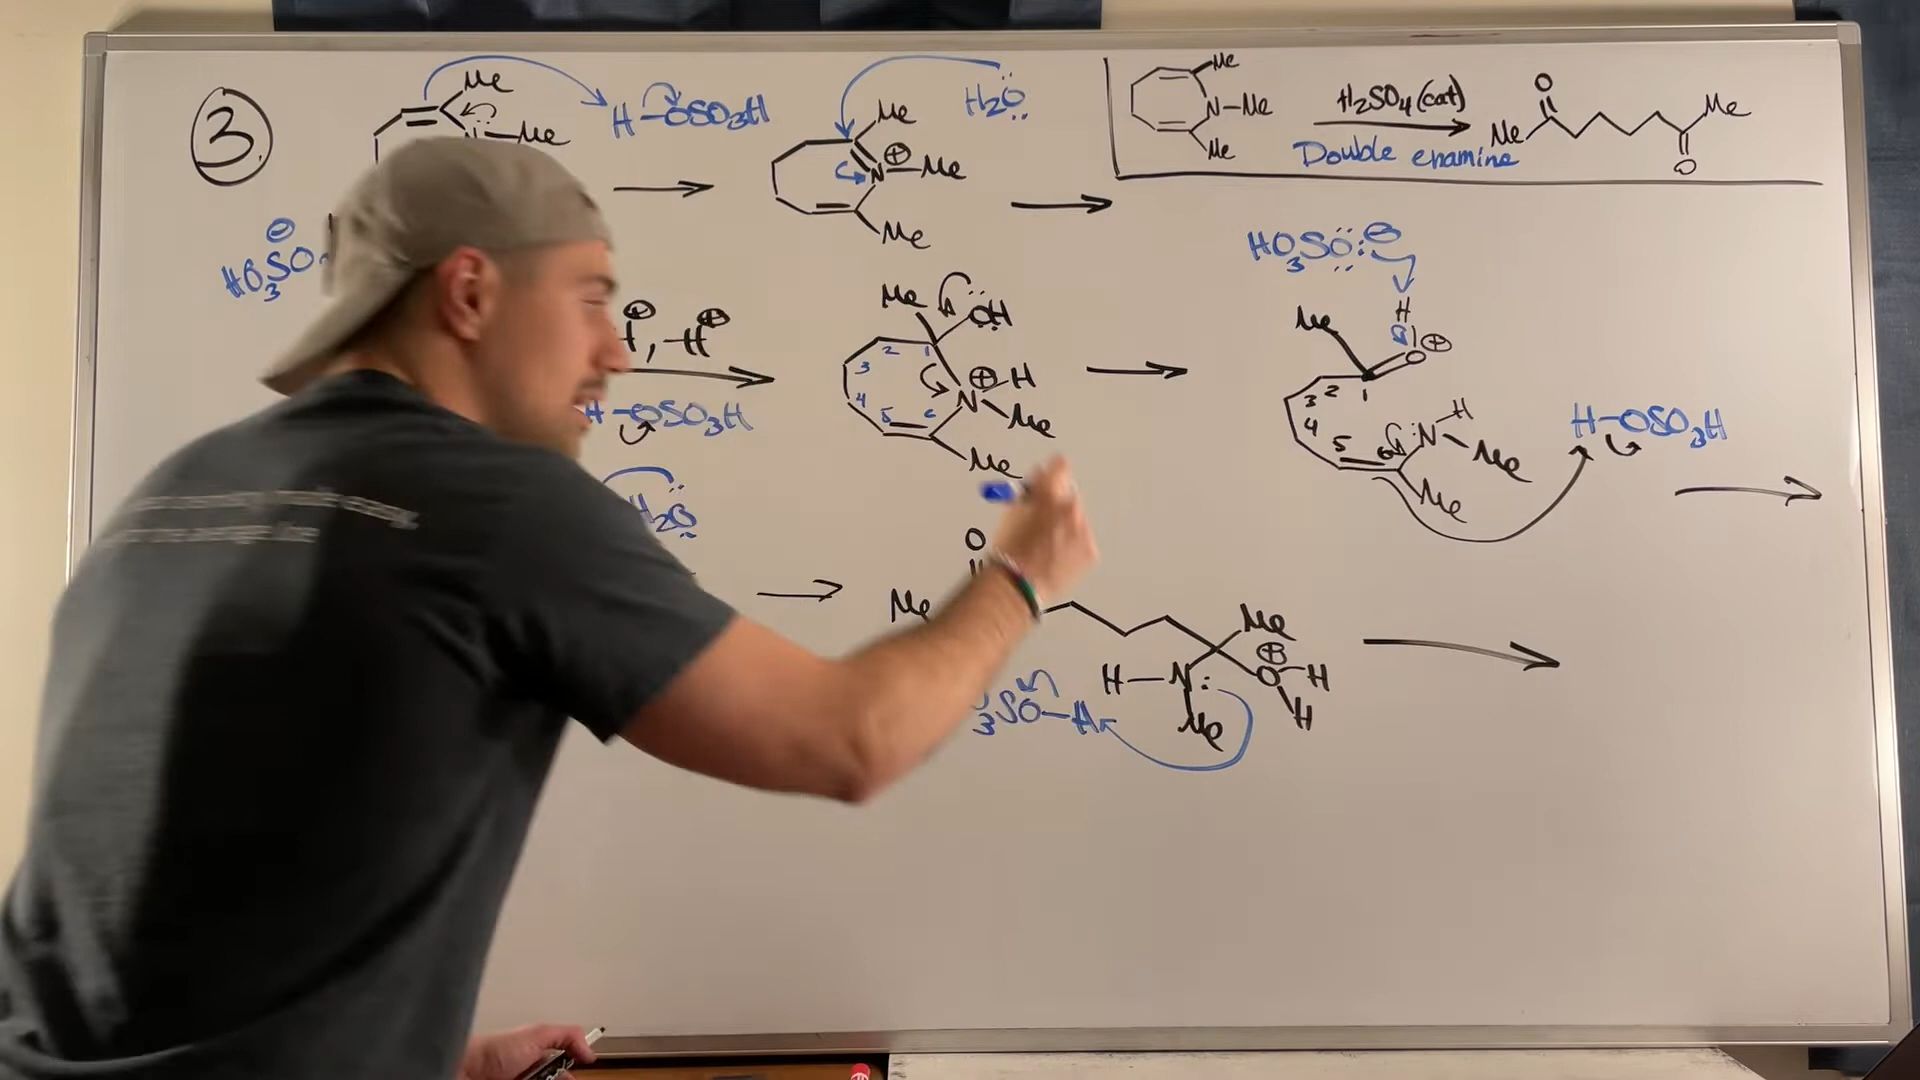 3.
Me
Me
H-OSO3H
Me
N ⊕ Me
Me
H2O
Me
N-Me
Me
H2SO4 (cat)
Double enamine
O
Me
Me
O
⊖
HO3SO
H⊕, -H⊕
H-OSO3H
H2O
Me
OH
1 2 3 4 5 6
N ⊕ H
Me
Me
HO3SO: ⊖
H
Me
O ⊕
1 2 3 4 5 6
:N H
Me
Me
H-OSO3H
O
Me
Me
⊕
H-N: O-H
Me
H
3SO-H